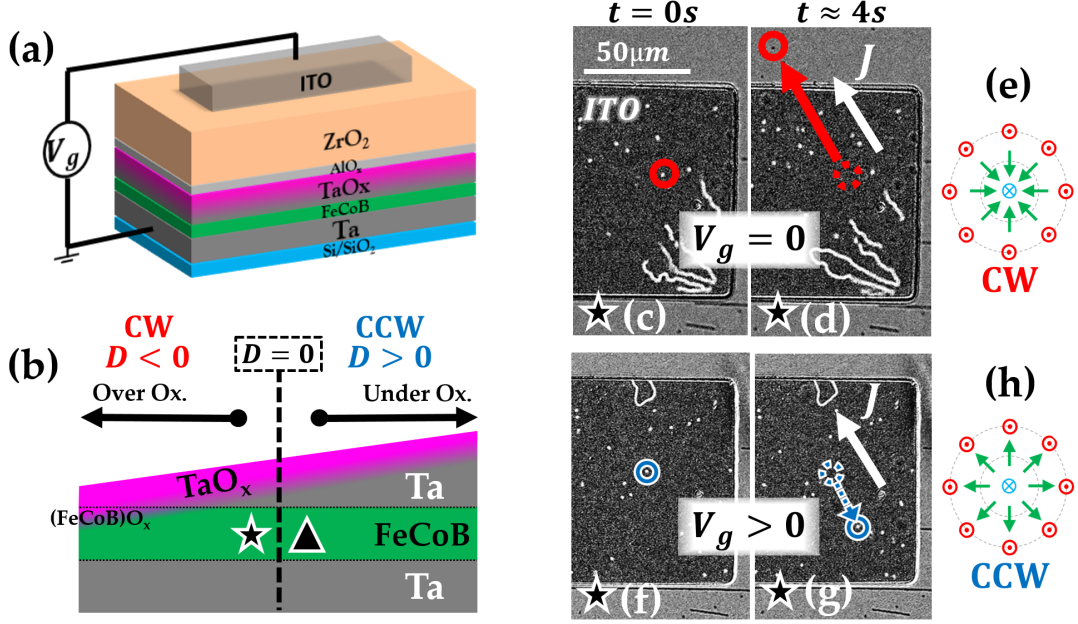 (a)
ITO
V_g
ZrO₂
AlOₓ
TaOx
FeCoB
Ta
Si/SiO₂
(b)
CW
D < 0
D = 0
CCW
D > 0
Over Ox.
Under Ox.
TaOₓ
Ta
(FeCoB)Oₓ
FeCoB
Ta
t = 0s
t ≈ 4s
50μm
J
ITO
V_g = 0
(c)
(d)
(e)
CW
J
V_g > 0
(f)
(g)
(h)
CCW